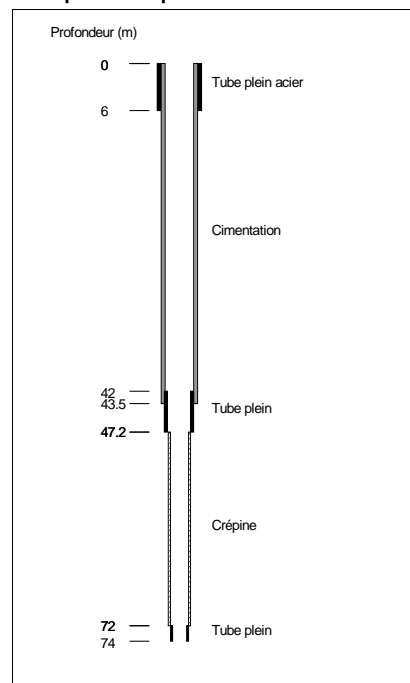 Profondeur (m)
0
Tube plein acier
6
Cimentation
42
43.5
Tube plein
47.2
Crépine
72
Tube plein
74